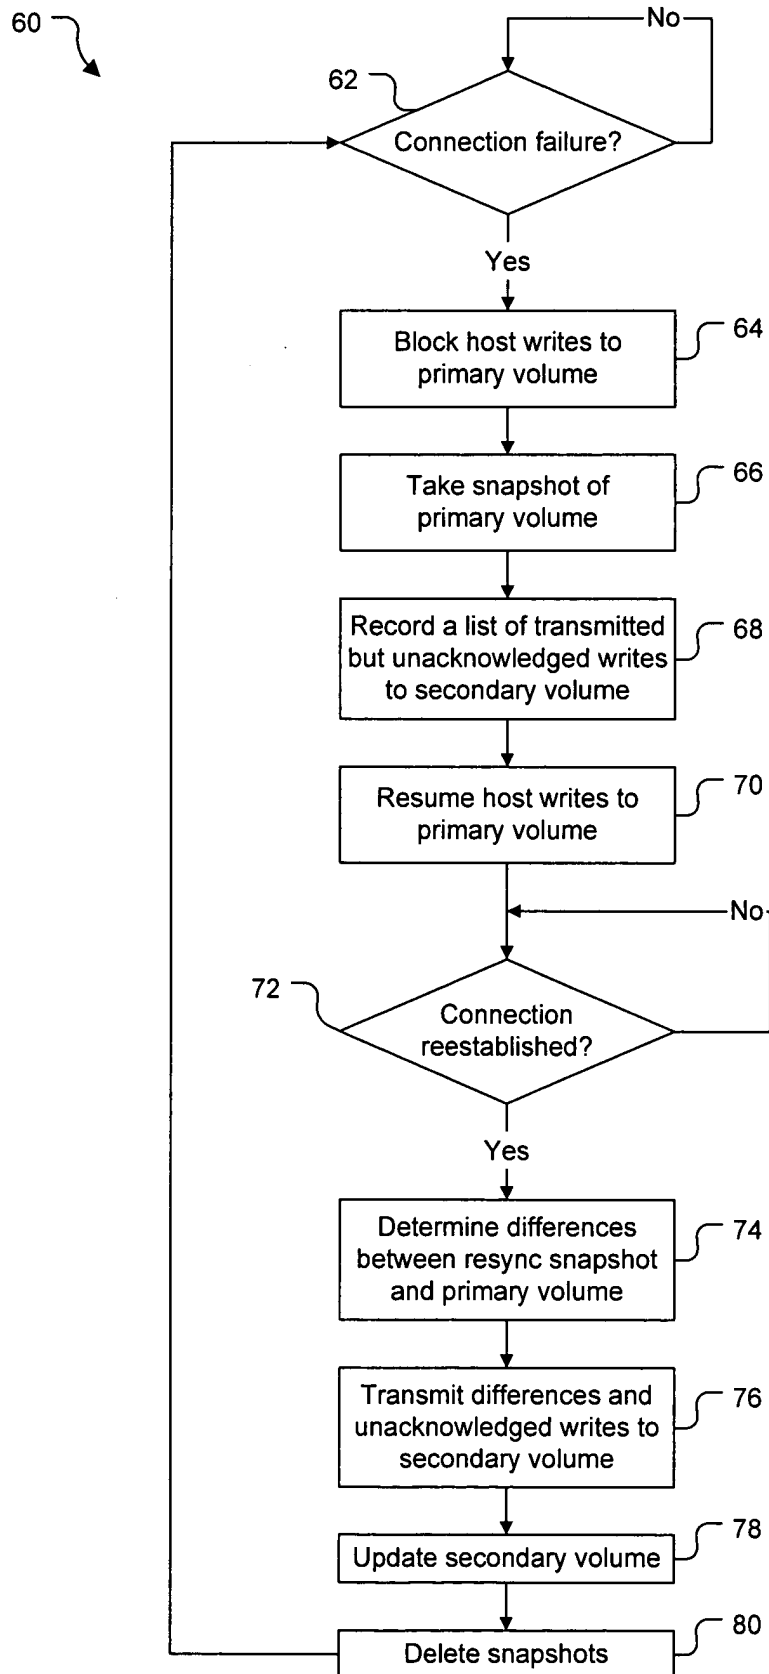 60
No
62
Connection failure?
Yes
Block host writes to
primary volume
64
Take snapshot of
primary volume
66
Record a list of transmitted
but unacknowledged writes
to secondary volume
68
Resume host writes to
primary volume
70
No
72
Connection
reestablished?
Yes
Determine differences
between resync snapshot
and primary volume
74
Transmit differences and
unacknowledged writes to
secondary volume
76
Update secondary volume
78
Delete snapshots
80